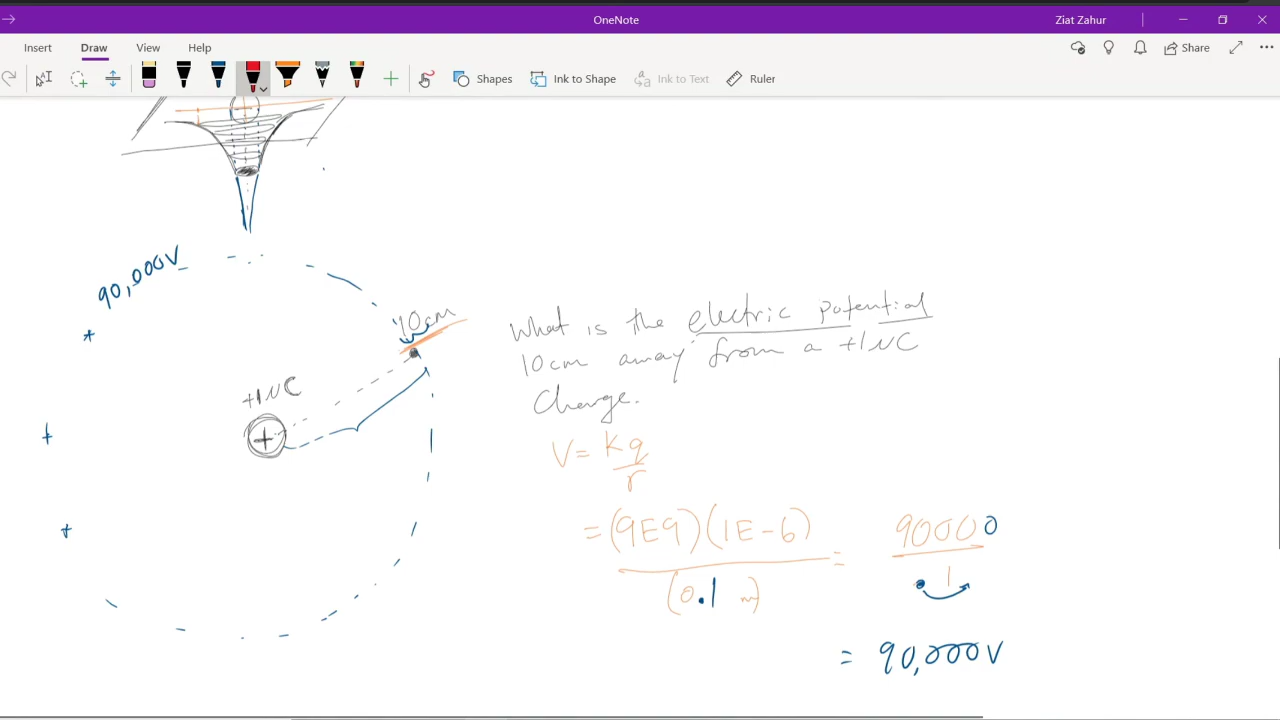 OneNote
Ziat Zahur
Insert
Draw
View
Help
Share
Shapes
Ink to Shape
Ink to Text
Ruler
90,000V
10cm
+1μC
+
What is the electric potential
10cm away from a +1μC
Charge.
V= kq
r
= (9E9)(1E-6)
(0.1 m)
= 90000
.1
= 90,000V